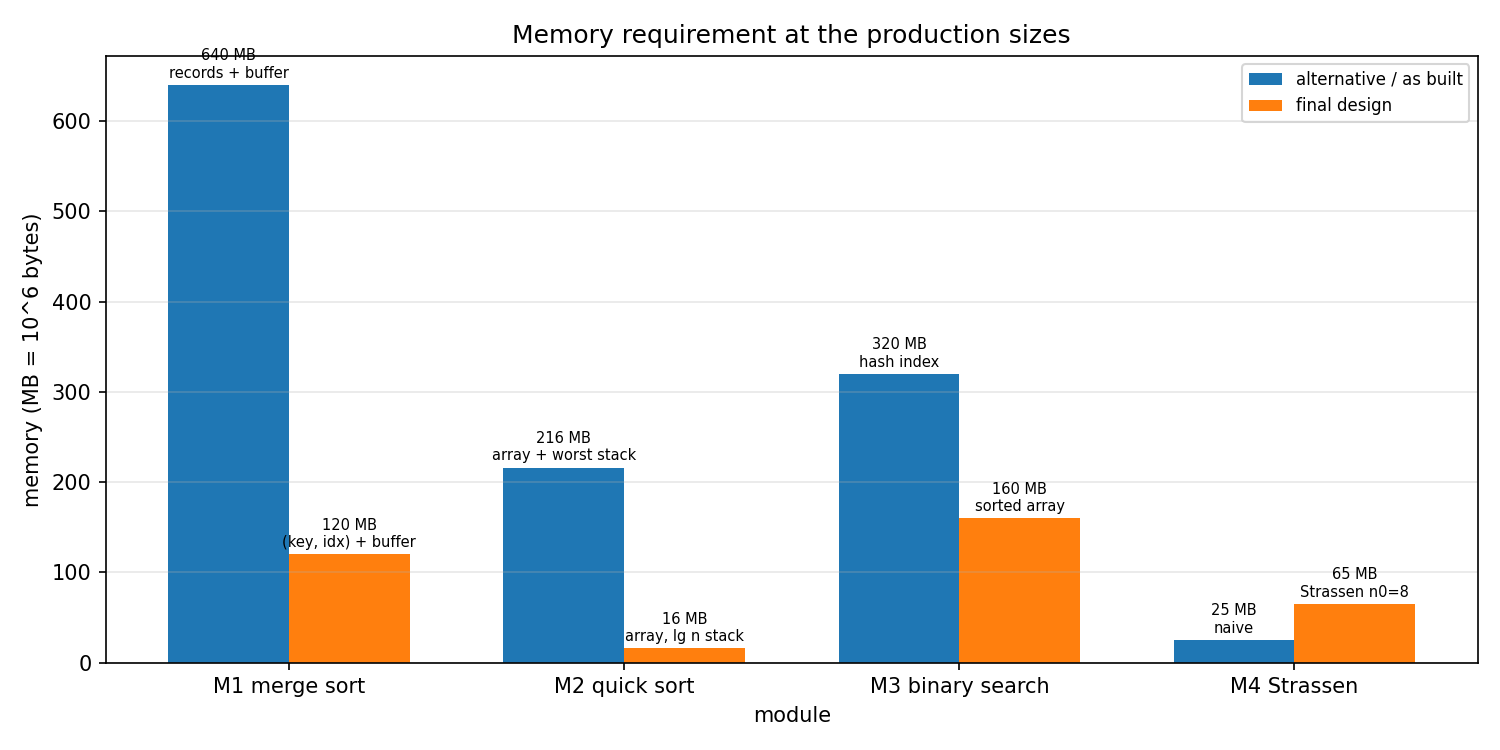 Memory requirement at the production sizes
alternative / as built
final design
memory (MB = 10^6 bytes)
600
500
400
300
200
100
0
640 MB
records + buffer
120 MB
(key, idx) + buffer
216 MB
array + worst stack
16 MB
array, lg n stack
320 MB
hash index
160 MB
sorted array
25 MB
naive
65 MB
Strassen n0=8
M1 merge sort
M2 quick sort
M3 binary search
M4 Strassen
module